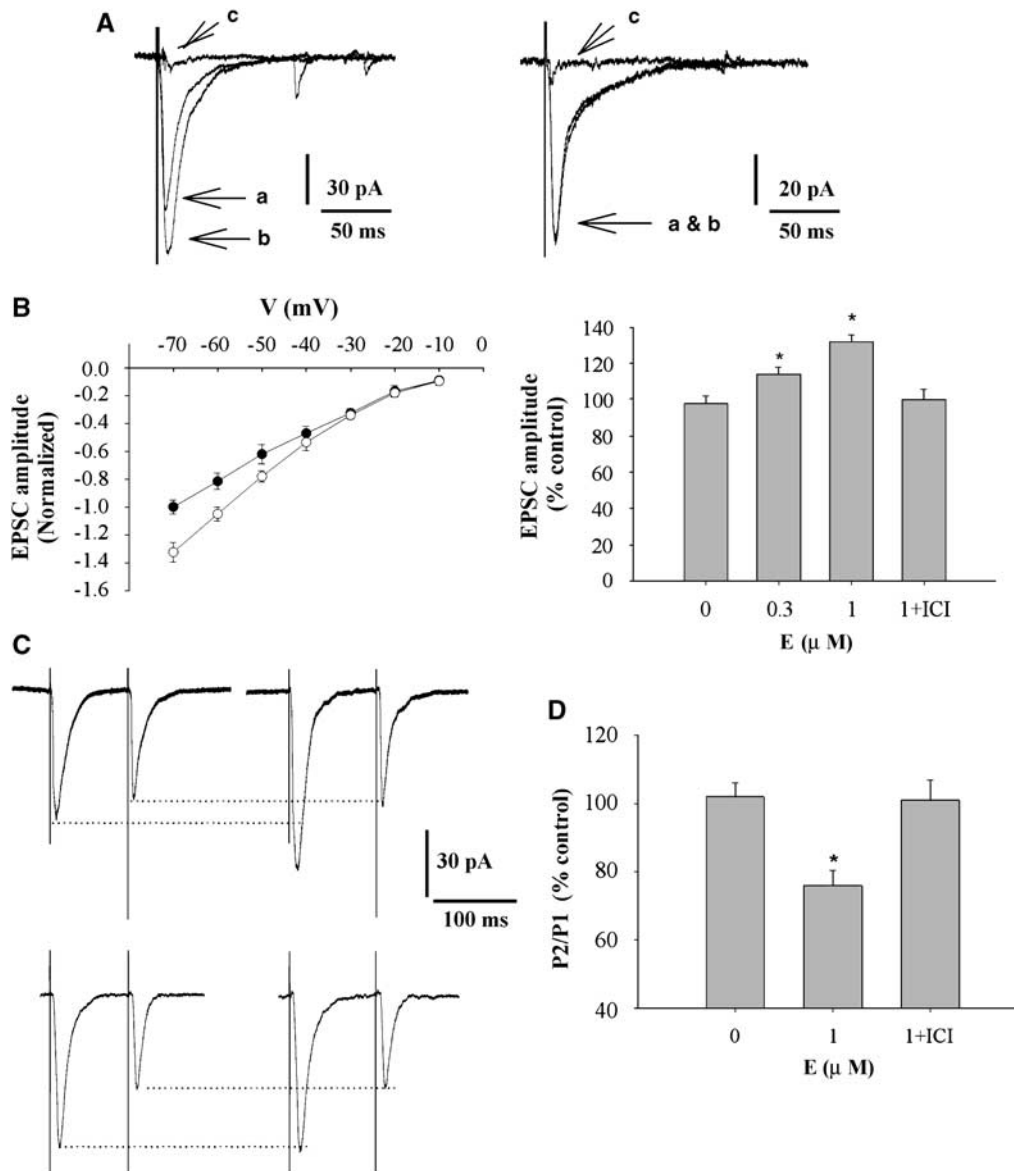 A
c
c
a
b
30 pA
50 ms
a & b
20 pA
50 ms
B
V (mV)
-70 -60 -50 -40 -30 -20 -10 0
0.0
-0.2
-0.4
-0.6
-0.8
-1.0
-1.2
-1.4
-1.6
EPSC amplitude
(Normalized)
EPSC amplitude
(% control)
140
120
100
80
60
40
20
0
*
*
0 0.3 1 1+ICI
E (μ M)
C
30 pA
100 ms
D
P2/P1 (% control)
120
100
80
60
40
*
0 1 1+ICI
E (μ M)